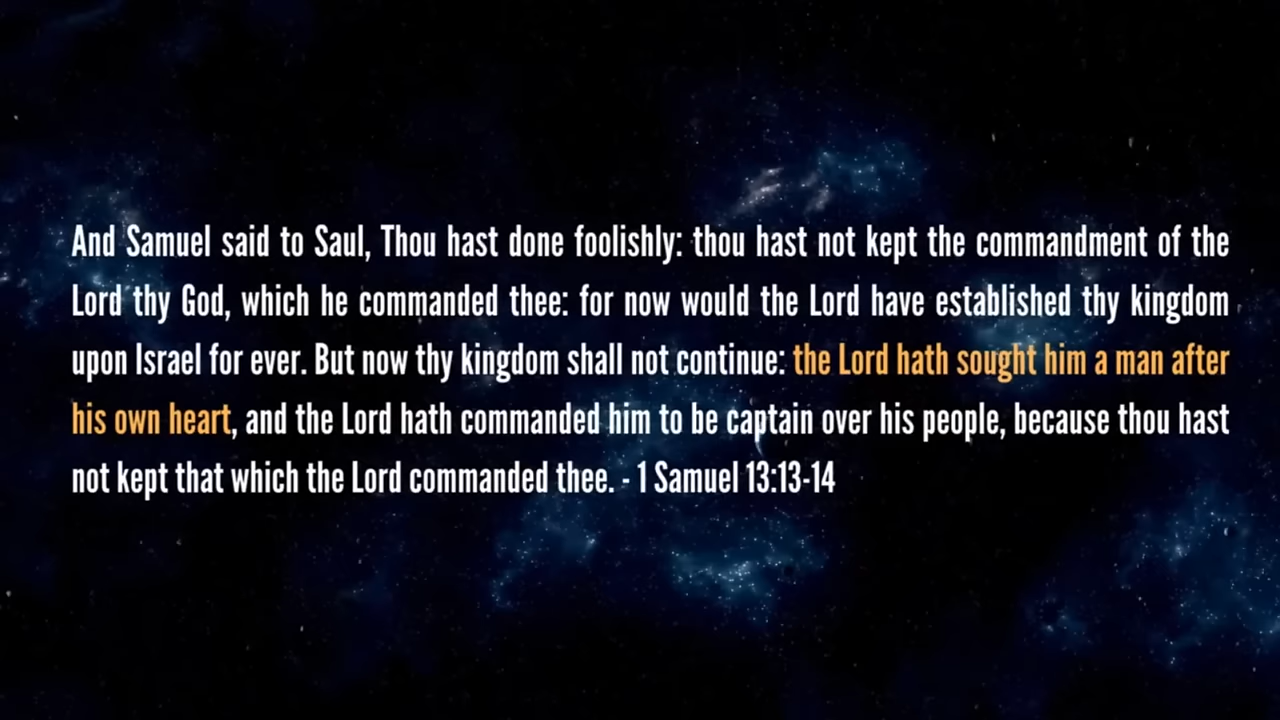 And Samuel said to Saul, Thou hast done foolishly: thou hast not kept the commandment of the
Lord thy God, which he commanded thee: for now would the Lord have established thy kingdom
upon Israel for ever. But now thy kingdom shall not continue: the Lord hath sought him a man after
his own heart, and the Lord hath commanded him to be captain over his people, because thou hast
not kept that which the Lord commanded thee. - 1 Samuel 13:13-14